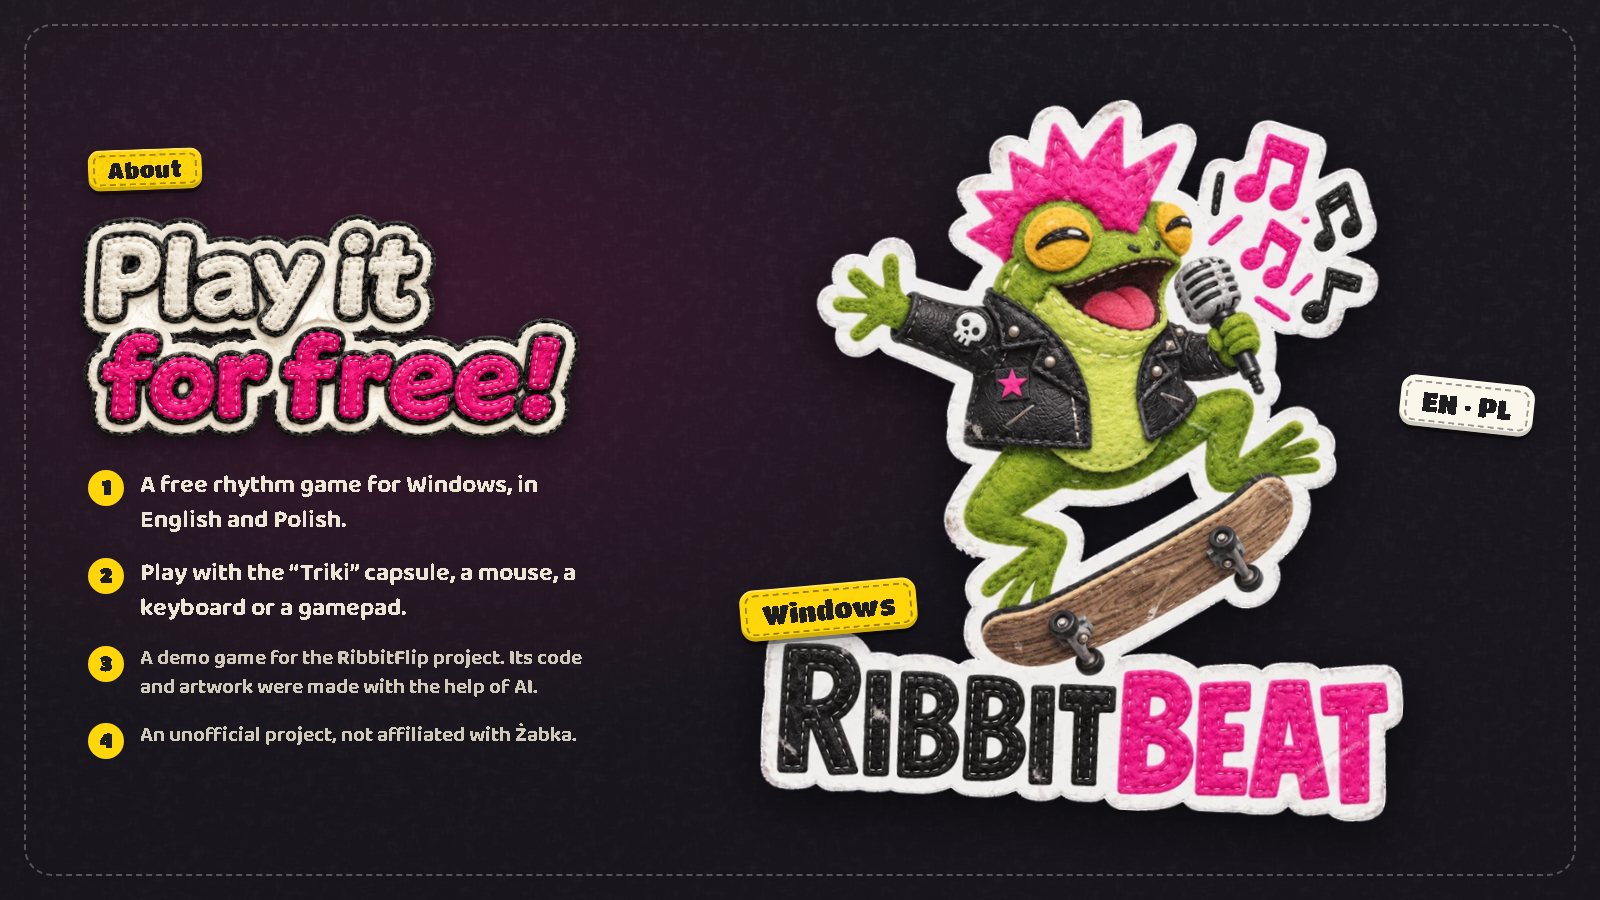 About
Play it
for free!
1 A free rhythm game for Windows, in
English and Polish.
2 Play with the “Triki” capsule, a mouse, a
keyboard or a gamepad.
3 A demo game for the RibbitFlip project. Its code
and artwork were made with the help of AI.
4 An unofficial project, not affiliated with Żabka.
EN · PL
Windows
RIBBITBEAT